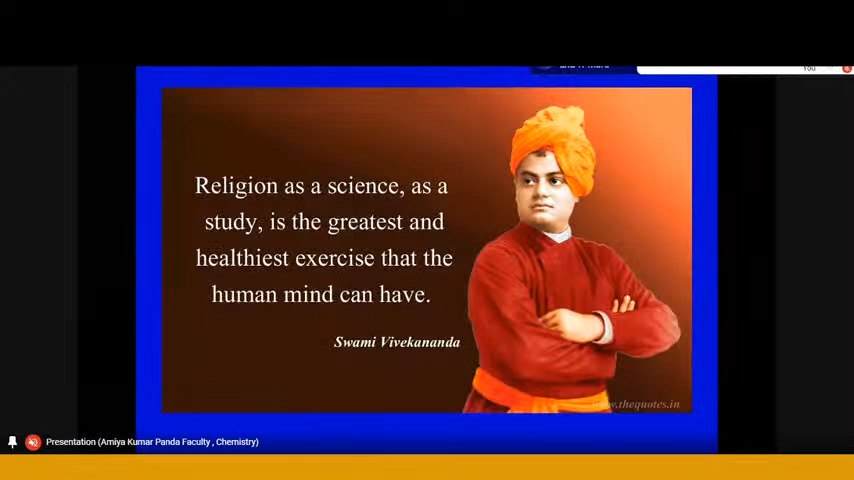 You
Religion as a science, as a
study, is the greatest and
healthiest exercise that the
human mind can have.
Swami Vivekananda
www.thequotes.in
Presentation (Amiya Kumar Panda Faculty , Chemistry)